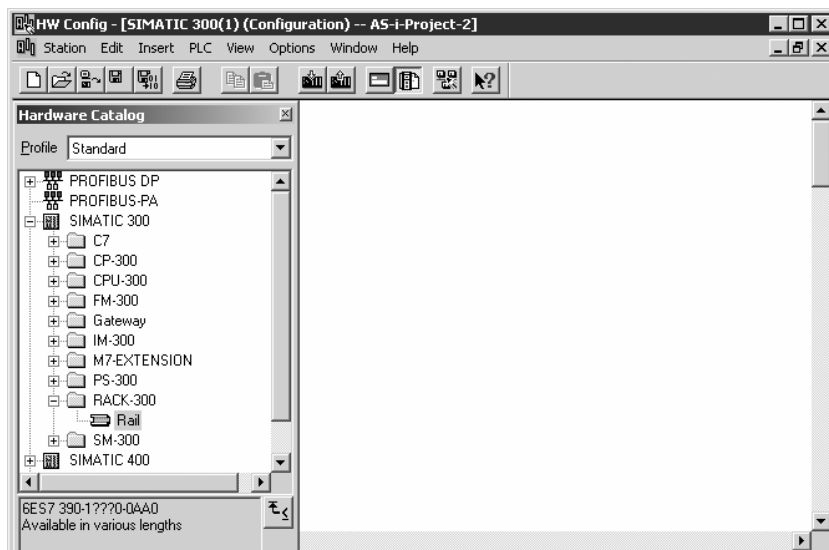 HW Config - [SIMATIC 300(1) (Configuration) -- AS-i-Project-2]
Station Edit Insert PLC View Options Window Help
Hardware Catalog
Profile Standard
PROFIBUS DP
PROFIBUS-PA
SIMATIC 300
C7
CP-300
CPU-300
FM-300
Gateway
IM-300
M7-EXTENSION
PS-300
RACK-300
Rail
SM-300
SIMATIC 400
6ES7 390-1???0-0AA0
Available in various lengths